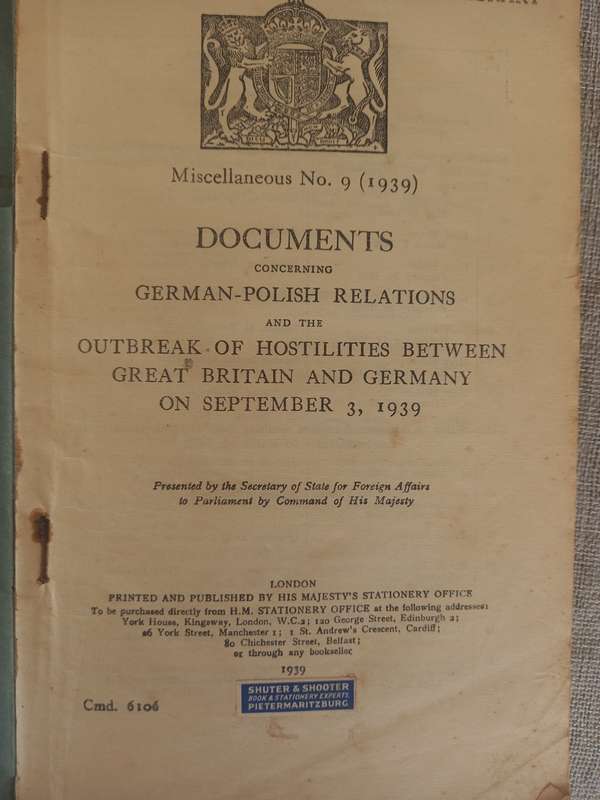 Miscellaneous No. 9 (1939)
DOCUMENTS
CONCERNING
GERMAN-POLISH RELATIONS
AND THE
OUTBREAK OF HOSTILITIES BETWEEN
GREAT BRITAIN AND GERMANY
ON SEPTEMBER 3, 1939
Presented by the Secretary of State for Foreign Affairs
to Parliament by Command of His Majesty
LONDON
PRINTED AND PUBLISHED BY HIS MAJESTY'S STATIONERY OFFICE
To be purchased directly from H.M. STATIONERY OFFICE at the following addresses:
York House, Kingsway, London, W.C.2; 120 George Street, Edinburgh 2;
26 York Street, Manchester 1; 1 St. Andrew's Crescent, Cardiff;
80 Chichester Street, Belfast;
or through any bookseller
1939
SHUTER & SHOOTER
BOOK & STATIONERY EXPERTS,
PIETERMARITZBURG
Cmd. 6106